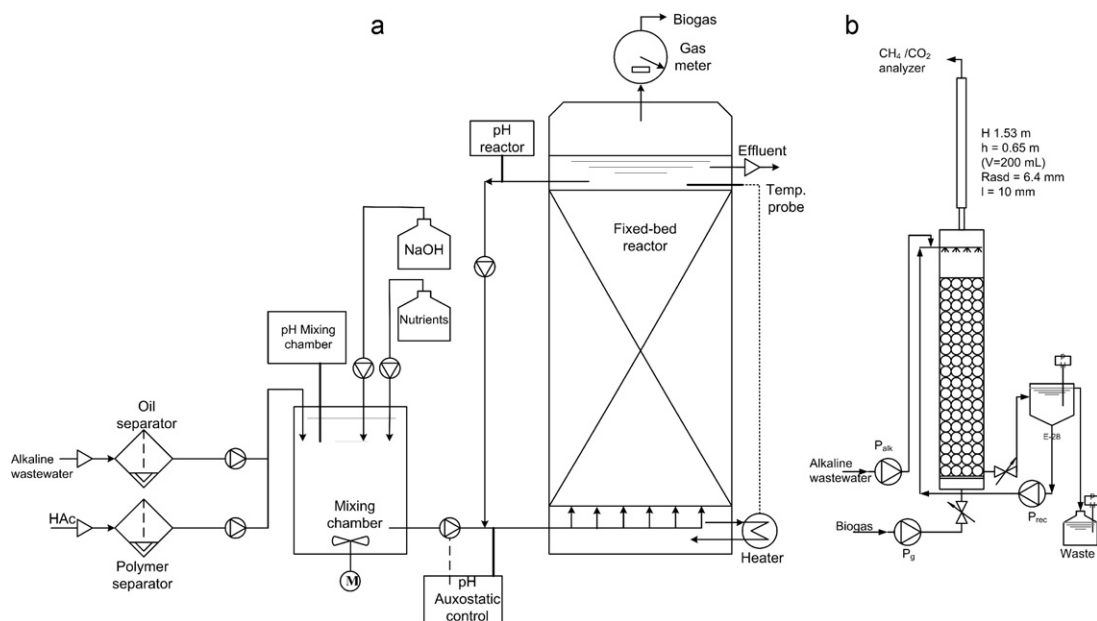 a
Biogas
Gas
meter
pH
reactor
Effluent
Temp.
probe
Fixed-bed
reactor
NaOH
Nutrients
pH Mixing
chamber
Oil
separator
Alkaline
wastewater
HAc
Polymer
separator
Mixing
chamber
M
pH
Auxostatic
control
Heater
b
CH₄ /CO₂
analyzer
H 1.53 m
h = 0.65 m
(V=200 mL)
Rasd = 6.4 mm
l = 10 mm
Palk
Alkaline
wastewater
E-28
Prec
Biogas
Pg
Waste